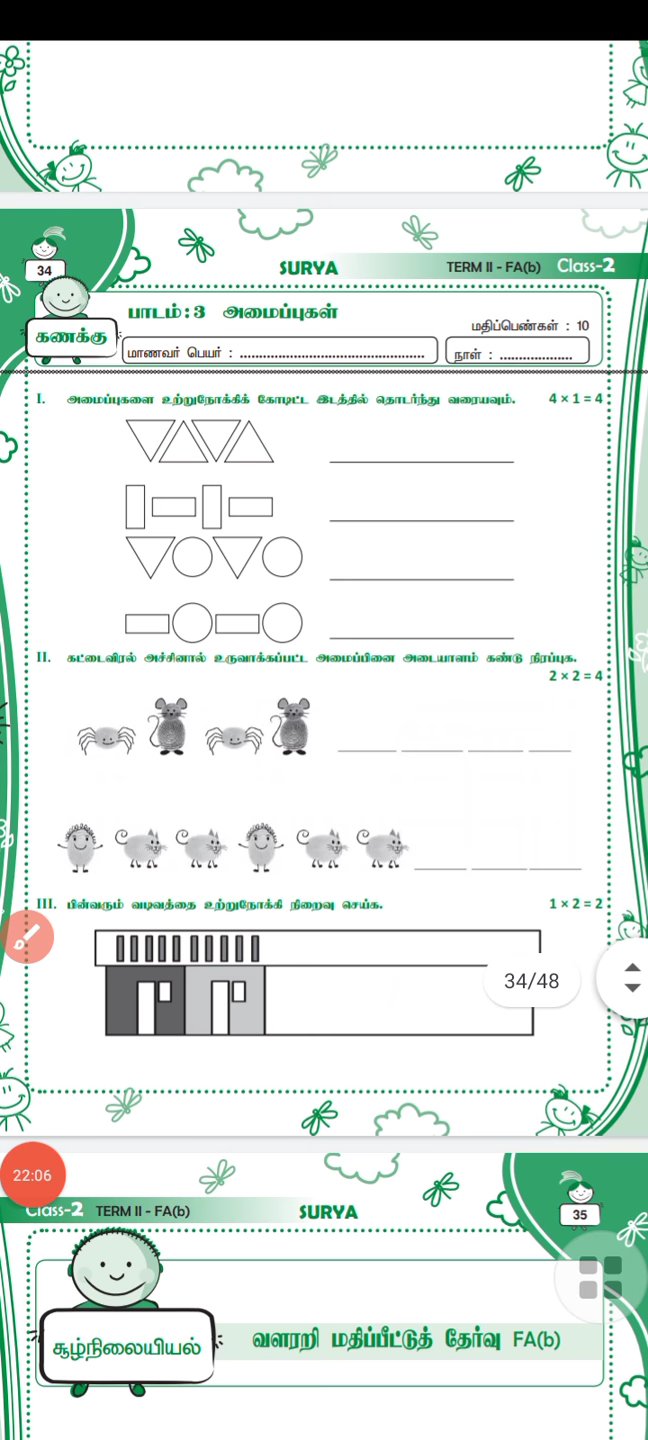 34
SURYA TERM II - FA(b) Class-2
பாடம்:3 அமைப்புகள்
மதிப்பெண்கள் : 10
கணக்கு
மாணவர் பெயர் : ................................................
நாள் : ...................
I. அமைப்புகளை உற்றுநோக்கிக் கோடிட்ட இடத்தில் தொடர்ந்து வரையவும். 4 × 1 = 4
II. கட்டைவிரல் அச்சினால் உருவாக்கப்பட்ட அமைப்பினை அடையாளம் கண்டு நிரப்புக.
2 × 2 = 4
III. பின்வரும் வடிவத்தை உற்றுநோக்கி நிறைவு செய்க. 1 × 2 = 2
34/48
22:06
Class-2 TERM II - FA(b) SURYA
35
சூழ்நிலையியல்
வளரறி மதிப்பீட்டுத் தேர்வு FA(b)